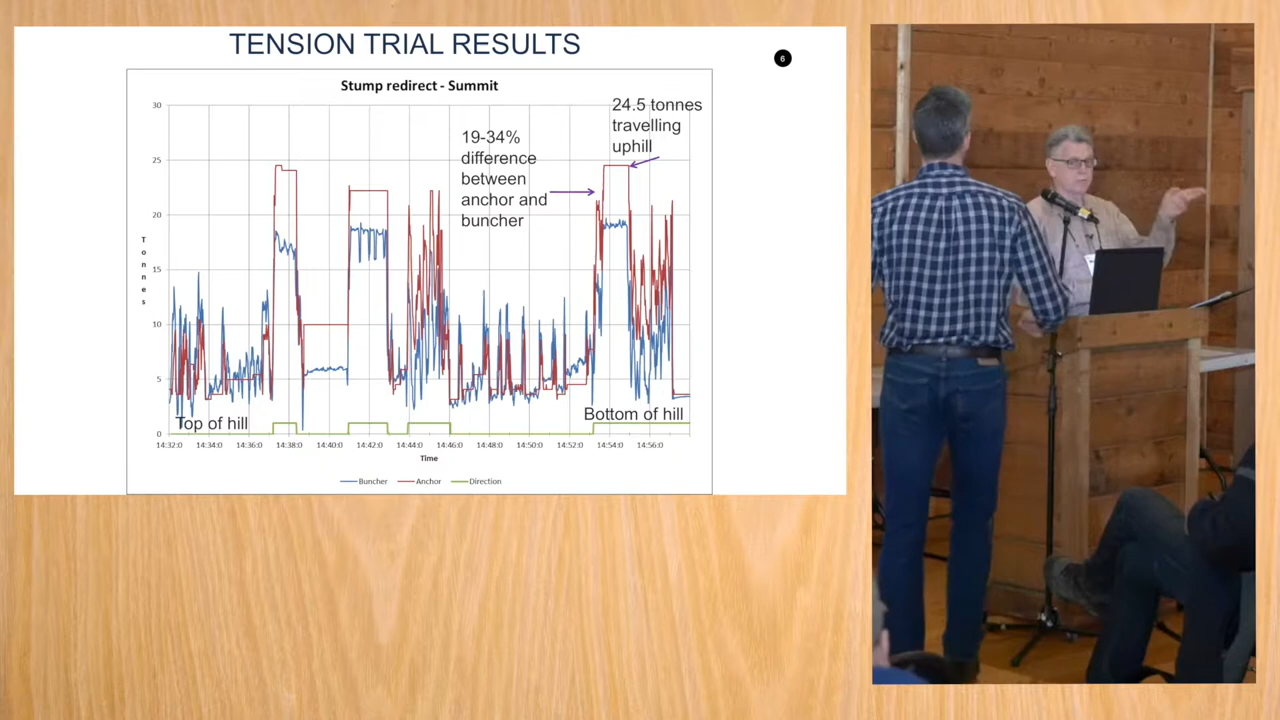 TENSION TRIAL RESULTS
6
Stump redirect - Summit
30
25
20
15
10
5
0
Tonnes
19-34%
difference
between
anchor and
buncher
24.5 tonnes
travelling
uphill
Top of hill
Bottom of hill
14:32:0 14:34:0 14:36:0 14:38:0 14:40:0 14:42:0 14:44:0 14:46:0 14:48:0 14:50:0 14:52:0 14:54:0 14:56:0
Time
Buncher Anchor Direction